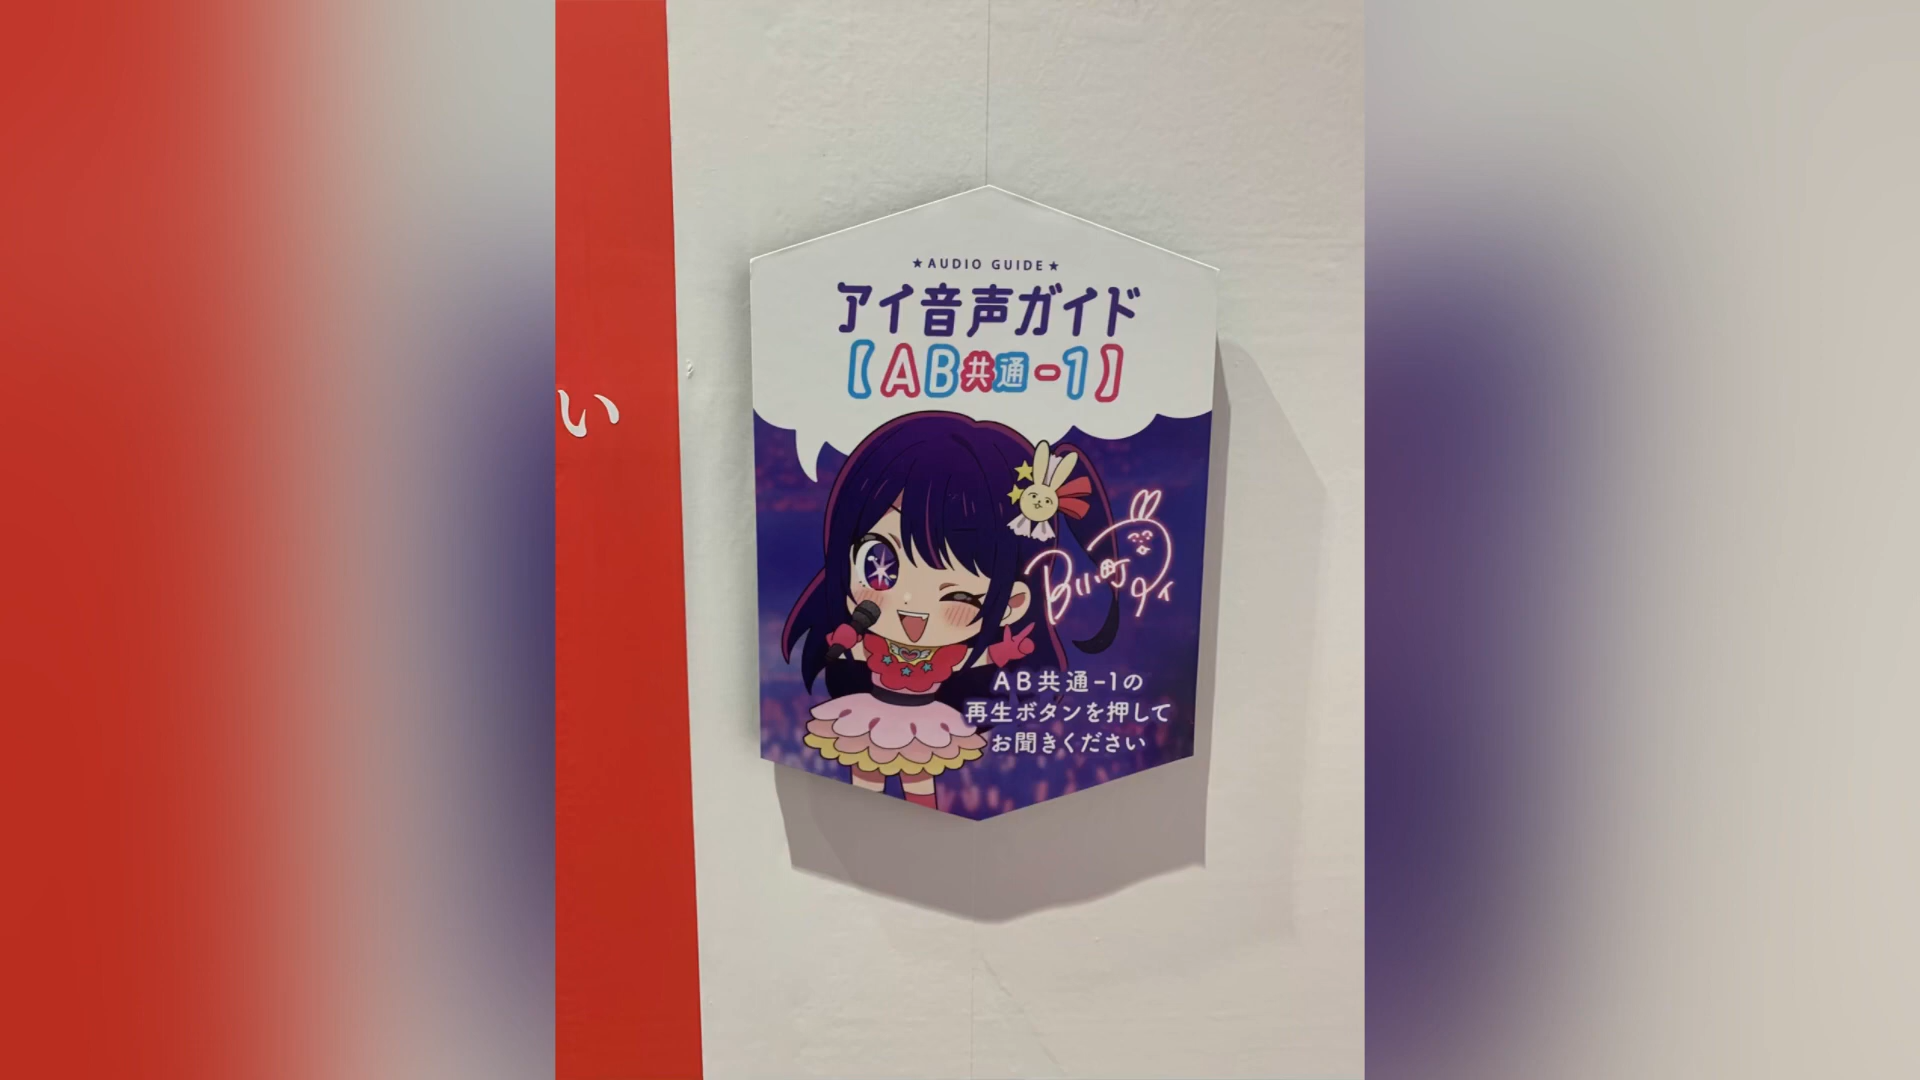 ★AUDIO GUIDE★
アイ音声ガイド
【AB共通-1】
い
AB共通-1の
再生ボタンを押して
お聞きください